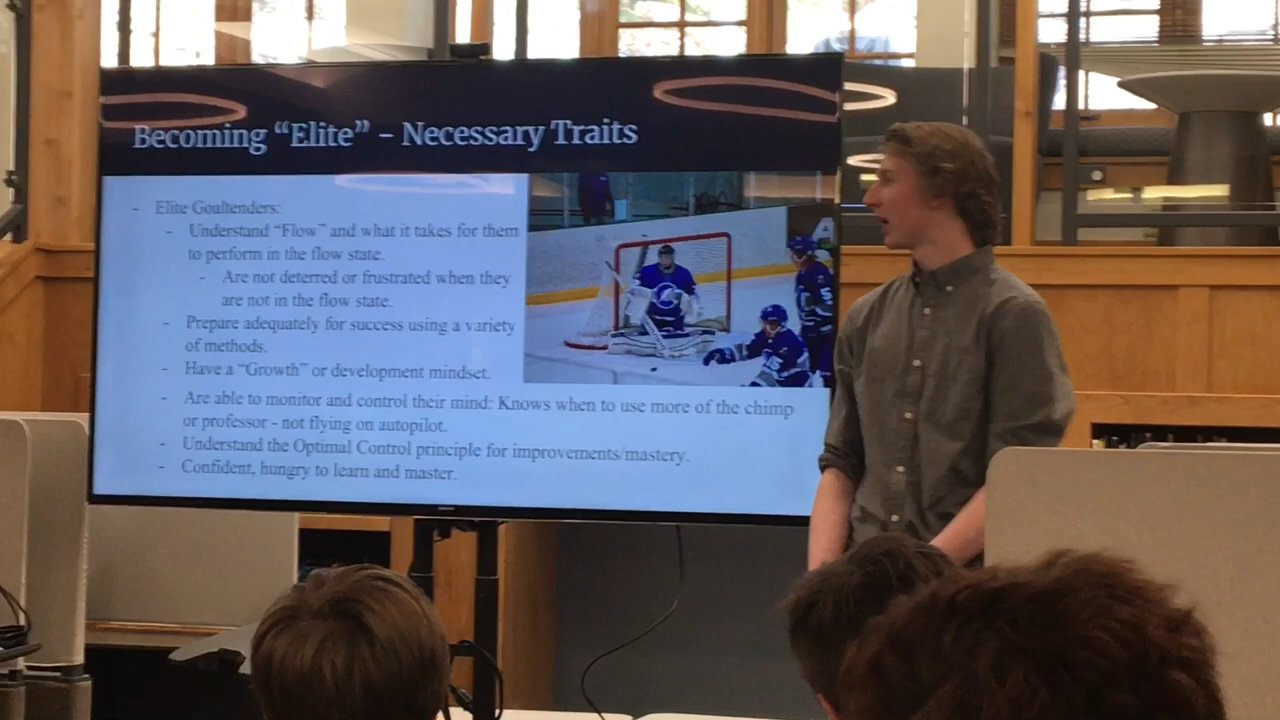 Becoming “Elite” – Necessary Traits
- Elite Goaltenders:
- Understand “Flow” and what it takes for them
to perform in the flow state.
- Are not deterred or frustrated when they
are not in the flow state.
- Prepare adequately for success using a variety
of methods.
- Have a “Growth” or development mindset.
- Are able to monitor and control their mind: Knows when to use more of the chimp
or professor - not flying on autopilot.
- Understand the Optimal Control principle for improvements/mastery.
- Confident, hungry to learn and master.
5